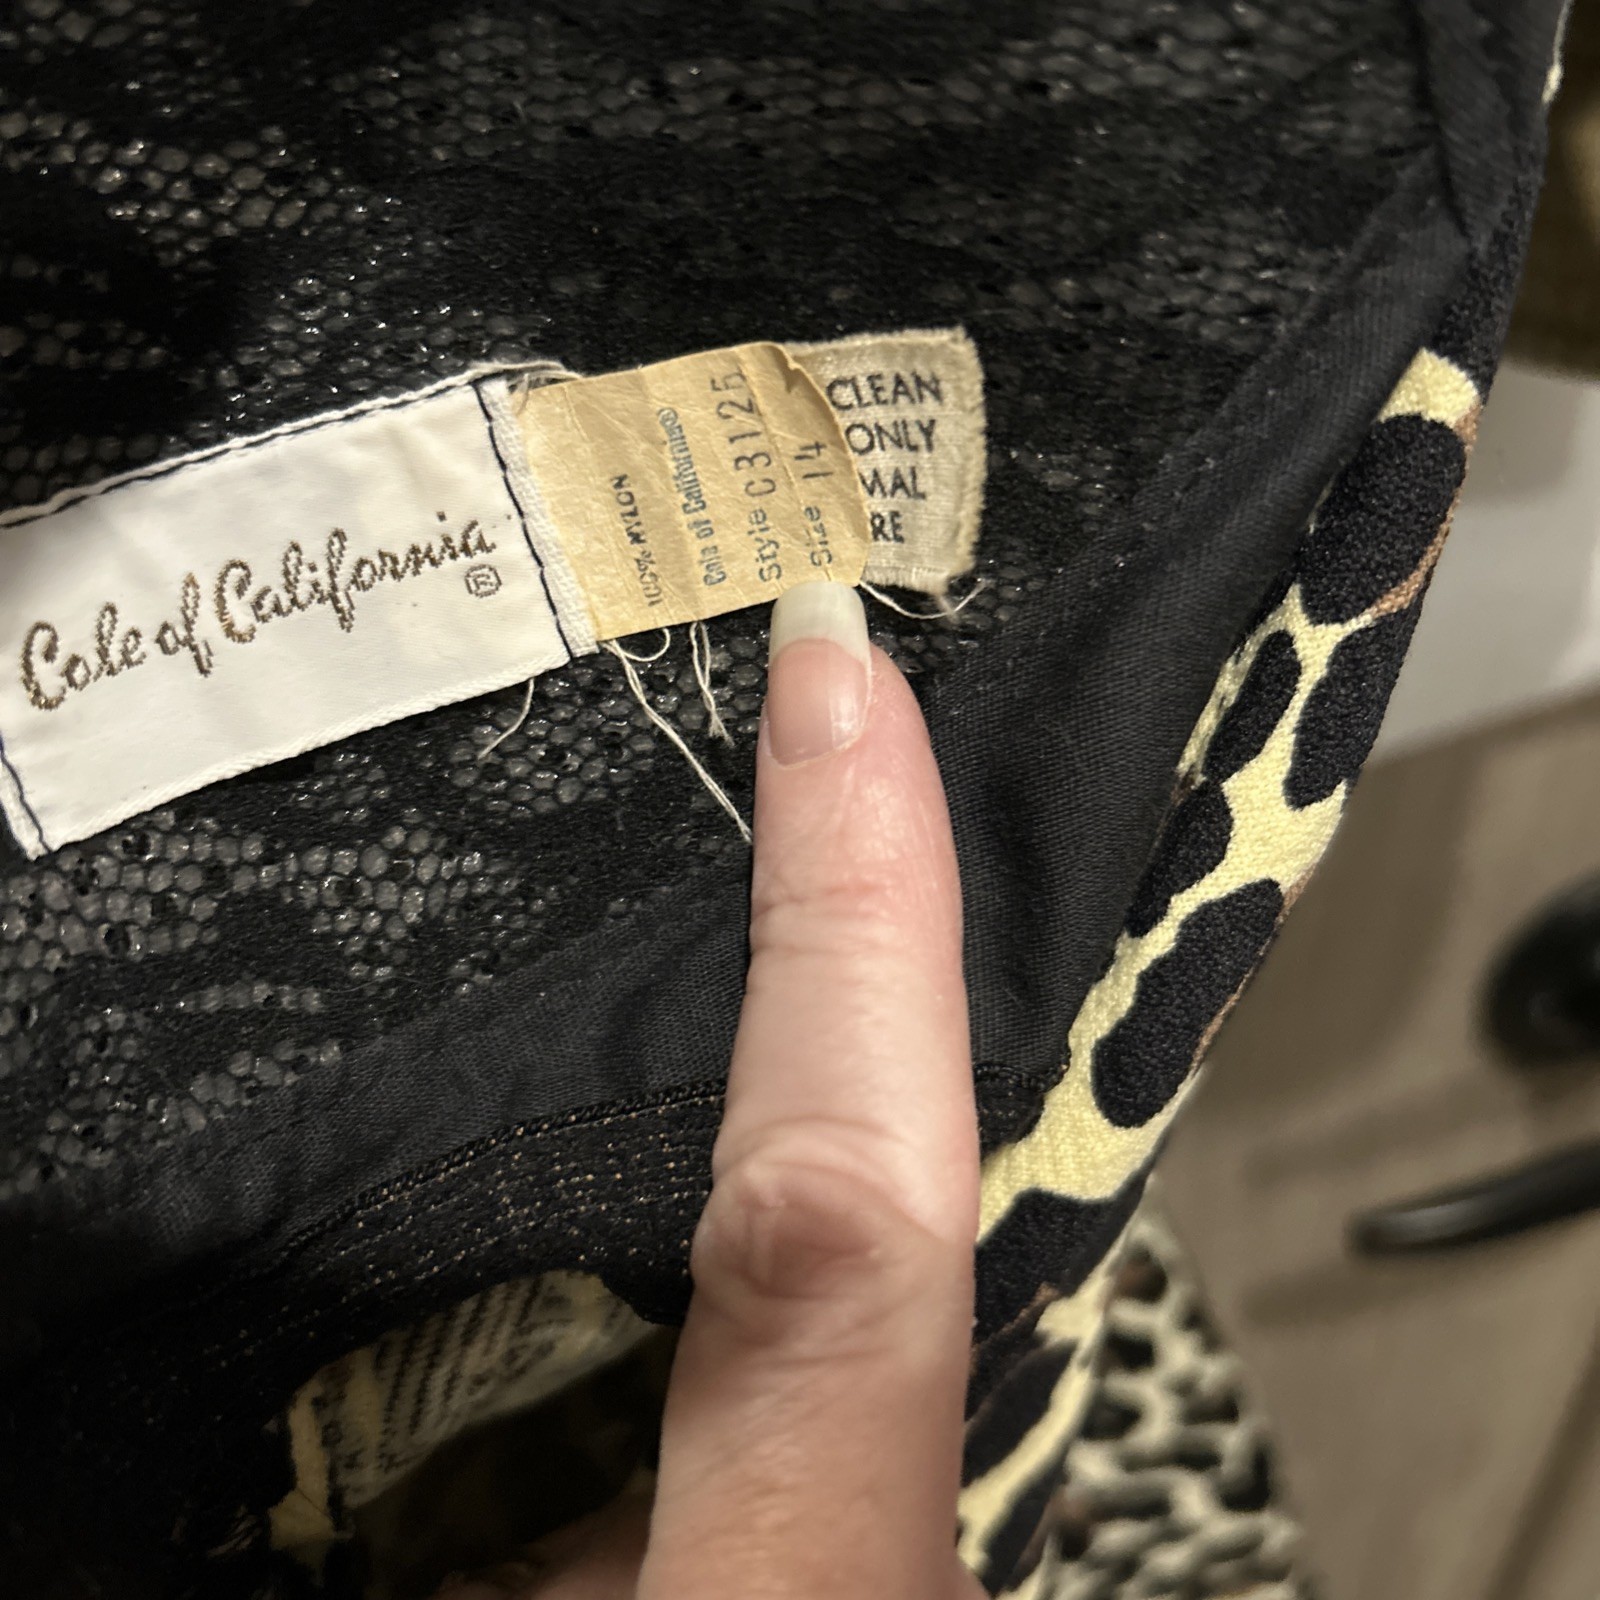 Cole of California ®
100% NYLON
Cole of California®
Style C3125
Size 14
CLEAN
ONLY
MAL
RE